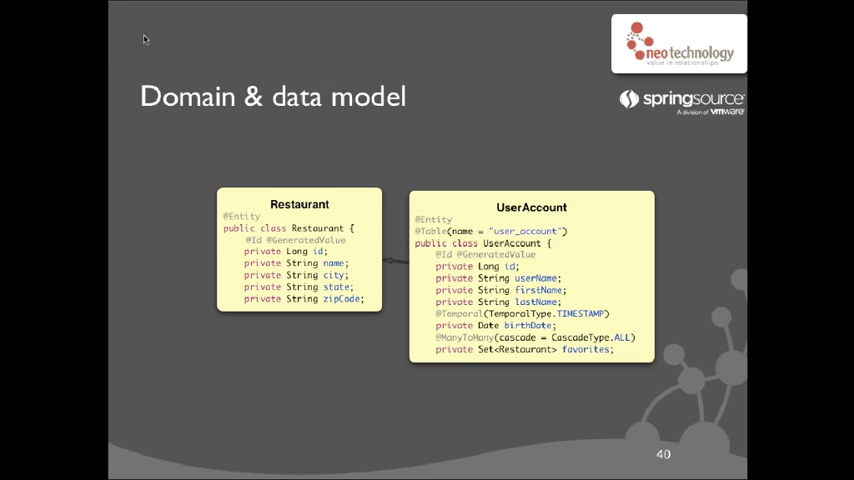 neotechnology
value in relationships
Domain & data model
springsource
A division of vmware
Restaurant
@Entity
public class Restaurant {
@Id @GeneratedValue
private Long id;
private String name;
private String city;
private String state;
private String zipCode;
UserAccount
@Entity
@Table(name = "user_account")
public class UserAccount {
@Id @GeneratedValue
private Long id;
private String userName;
private String firstName;
private String lastName;
@Temporal(TemporalType.TIMESTAMP)
private Date birthDate;
@ManyToMany(cascade = CascadeType.ALL)
private Set<Restaurant> favorites;
40